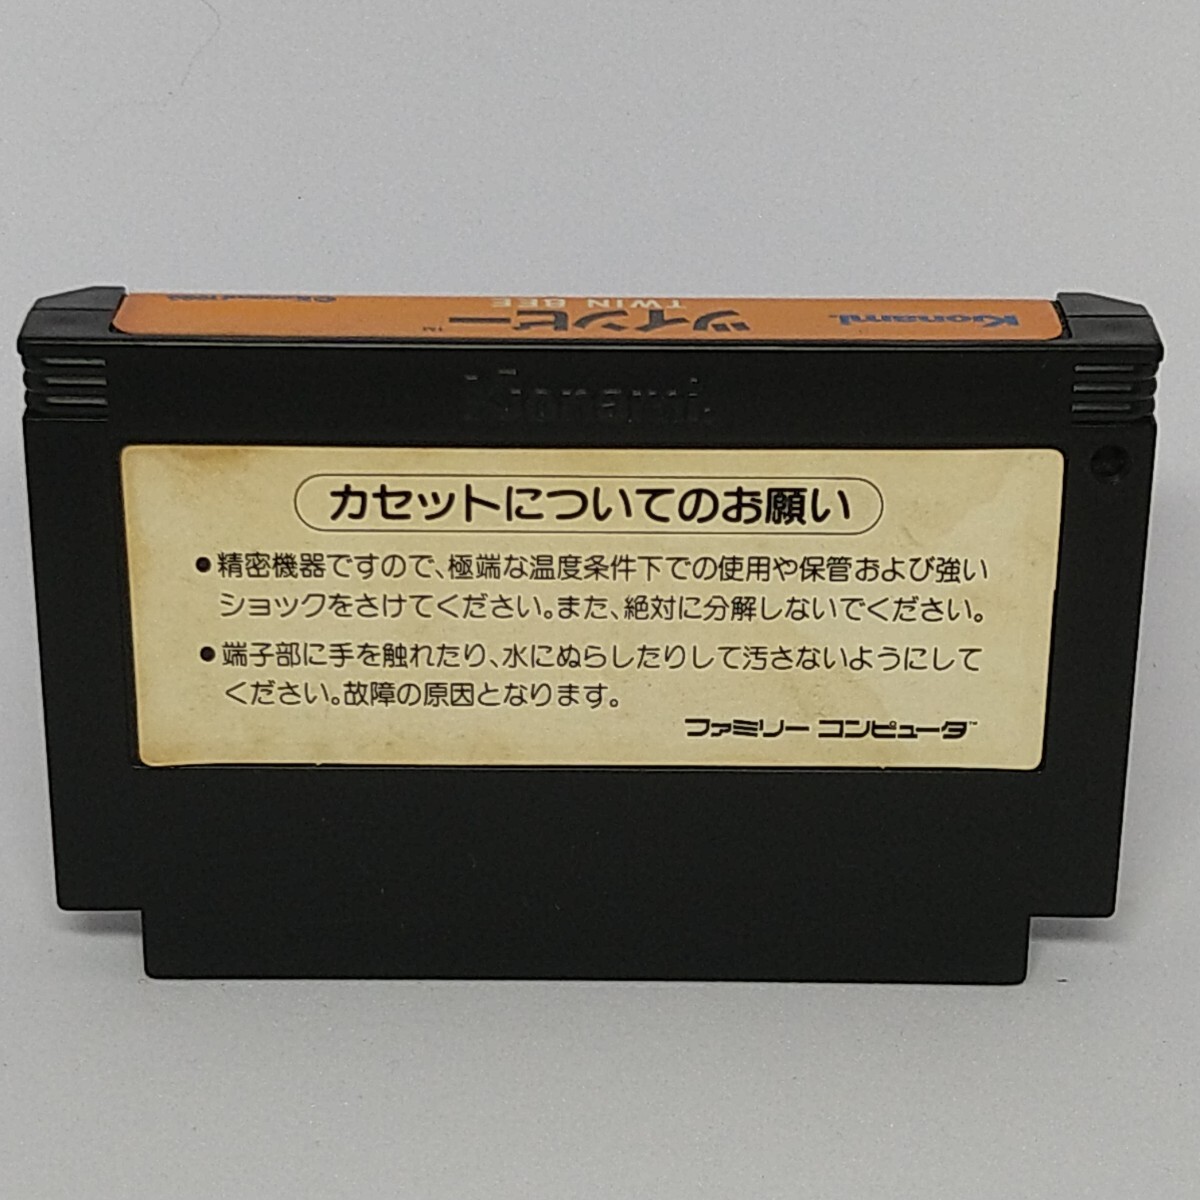 Konami
ツインビー™
TWIN BEE
Konami
カセットについてのお願い
●精密機器ですので、極端な温度条件下での使用や保管および強い
ショックをさけてください。また、絶対に分解しないでください。
●端子部に手を触れたり、水にぬらしたりして汚さないようにして
ください。故障の原因となります。
ファミリー コンピュータ™